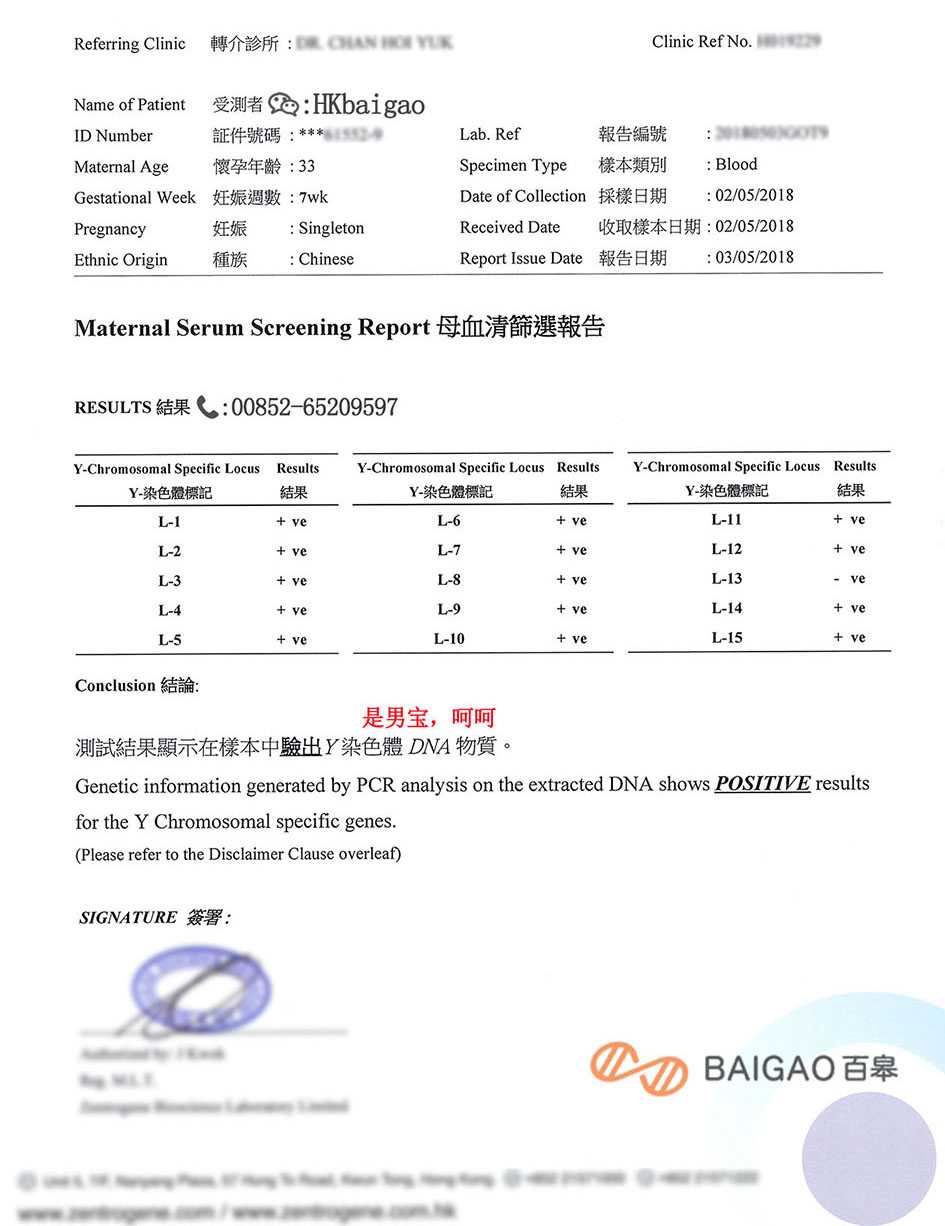 Referring Clinic 轉介診所 : DR. CHAN HOI YUK Clinic Ref No.
Name of Patient 受測者 :HKbaigao
ID Number 証件號碼 : *** Lab. Ref 報告編號 :
Maternal Age 懷孕年齡 : 33 Specimen Type 樣本類別 : Blood
Gestational Week 妊娠週數 : 7wk Date of Collection 採樣日期 : 02/05/2018
Pregnancy 妊娠 : Singleton Received Date 收取樣本日期 : 02/05/2018
Ethnic Origin 種族 : Chinese Report Issue Date 報告日期 : 03/05/2018
Maternal Serum Screening Report 母血清篩選報告
RESULTS 結果 :00852-65209597
Y-Chromosomal Specific Locus Results Y-Chromosomal Specific Locus Results Y-Chromosomal Specific Locus Results
Y-染色體標記 結果 Y-染色體標記 結果 Y-染色體標記 結果
L-1 + ve L-6 + ve L-11 + ve
L-2 + ve L-7 + ve L-12 + ve
L-3 + ve L-8 + ve L-13 - ve
L-4 + ve L-9 + ve L-14 + ve
L-5 + ve L-10 + ve L-15 + ve
Conclusion 結論:
是男宝，呵呵
測試結果顯示在樣本中驗出Y染色體 DNA 物質。
Genetic information generated by PCR analysis on the extracted DNA shows POSITIVE results
for the Y Chromosomal specific genes.
(Please refer to the Disclaimer Clause overleaf)
SIGNATURE 簽署 :
BAIGAO 百皋